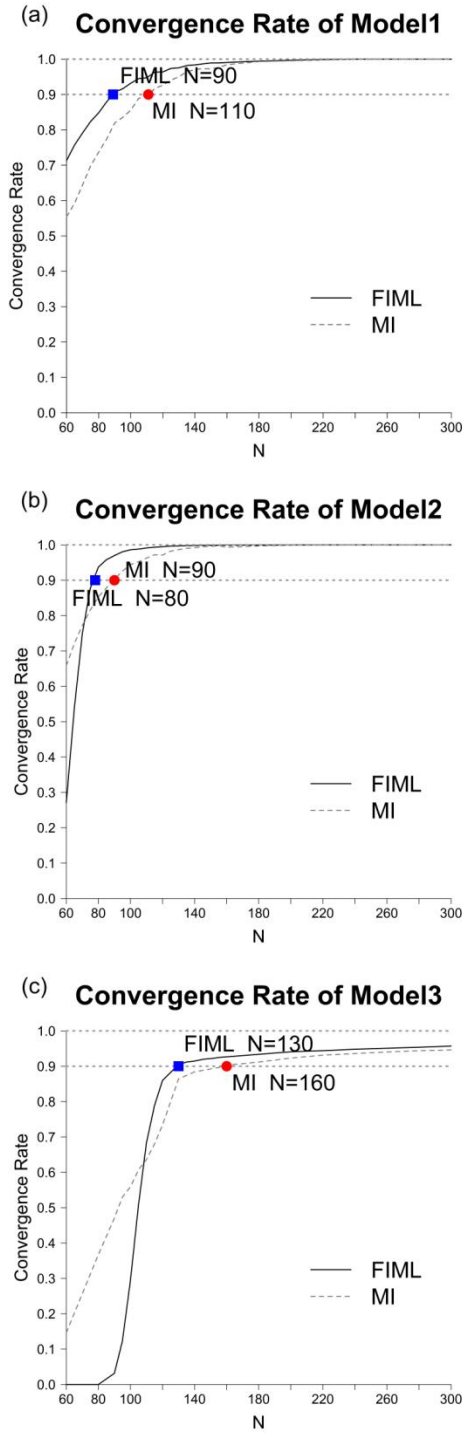 (a) Convergence Rate of Model1
1.0
FIML N=90
0.9
MI N=110
0.8
0.7
0.6
0.5
0.4
0.3
0.2
0.1
0.0
Convergence Rate
FIML
MI
60 80 100 140 180 220 260 300
N
(b) Convergence Rate of Model2
1.0
MI N=90
0.9
FIML N=80
0.8
0.7
0.6
0.5
0.4
0.3
0.2
0.1
0.0
Convergence Rate
FIML
MI
60 80 100 140 180 220 260 300
N
(c) Convergence Rate of Model3
1.0
FIML N=130
0.9
MI N=160
0.8
0.7
0.6
0.5
0.4
0.3
0.2
0.1
0.0
Convergence Rate
FIML
MI
60 80 100 140 180 220 260 300
N